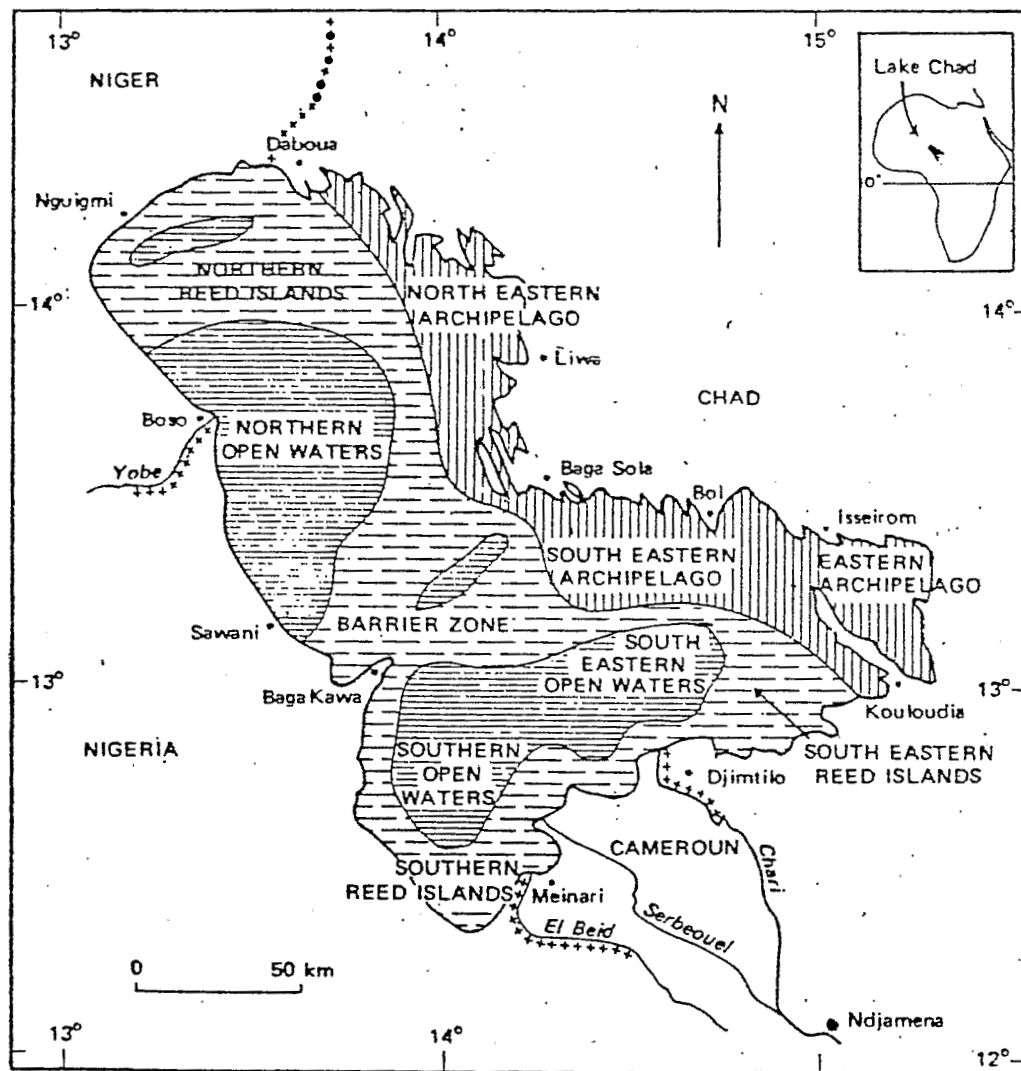 13°
14°
15°
NIGER
Lake Chad
0°
N
Daboua
Nguigmi
NORTHERN
REED ISLANDS
14°
NORTH EASTERN
ARCHIPELAGO
14°
Liwa
CHAD
Boso
NORTHERN
OPEN WATERS
Yobe
Baga Sola
Bol
Isseirom
SOUTH EASTERN
ARCHIPELAGO
EASTERN
ARCHIPELAGO
Sawani
BARRIER ZONE
SOUTH
EASTERN
OPEN WATERS
13°
13°
Baga Kawa
Kouloudia
NIGERIA
SOUTHERN
OPEN
WATERS
SOUTH EASTERN
REED ISLANDS
Djimtilo
CAMEROUN
Chari
SOUTHERN
REED ISLANDS
Meinari
Serbeouel
El Beid
0 50 km
Ndjamena
13°
14°
15°
12°